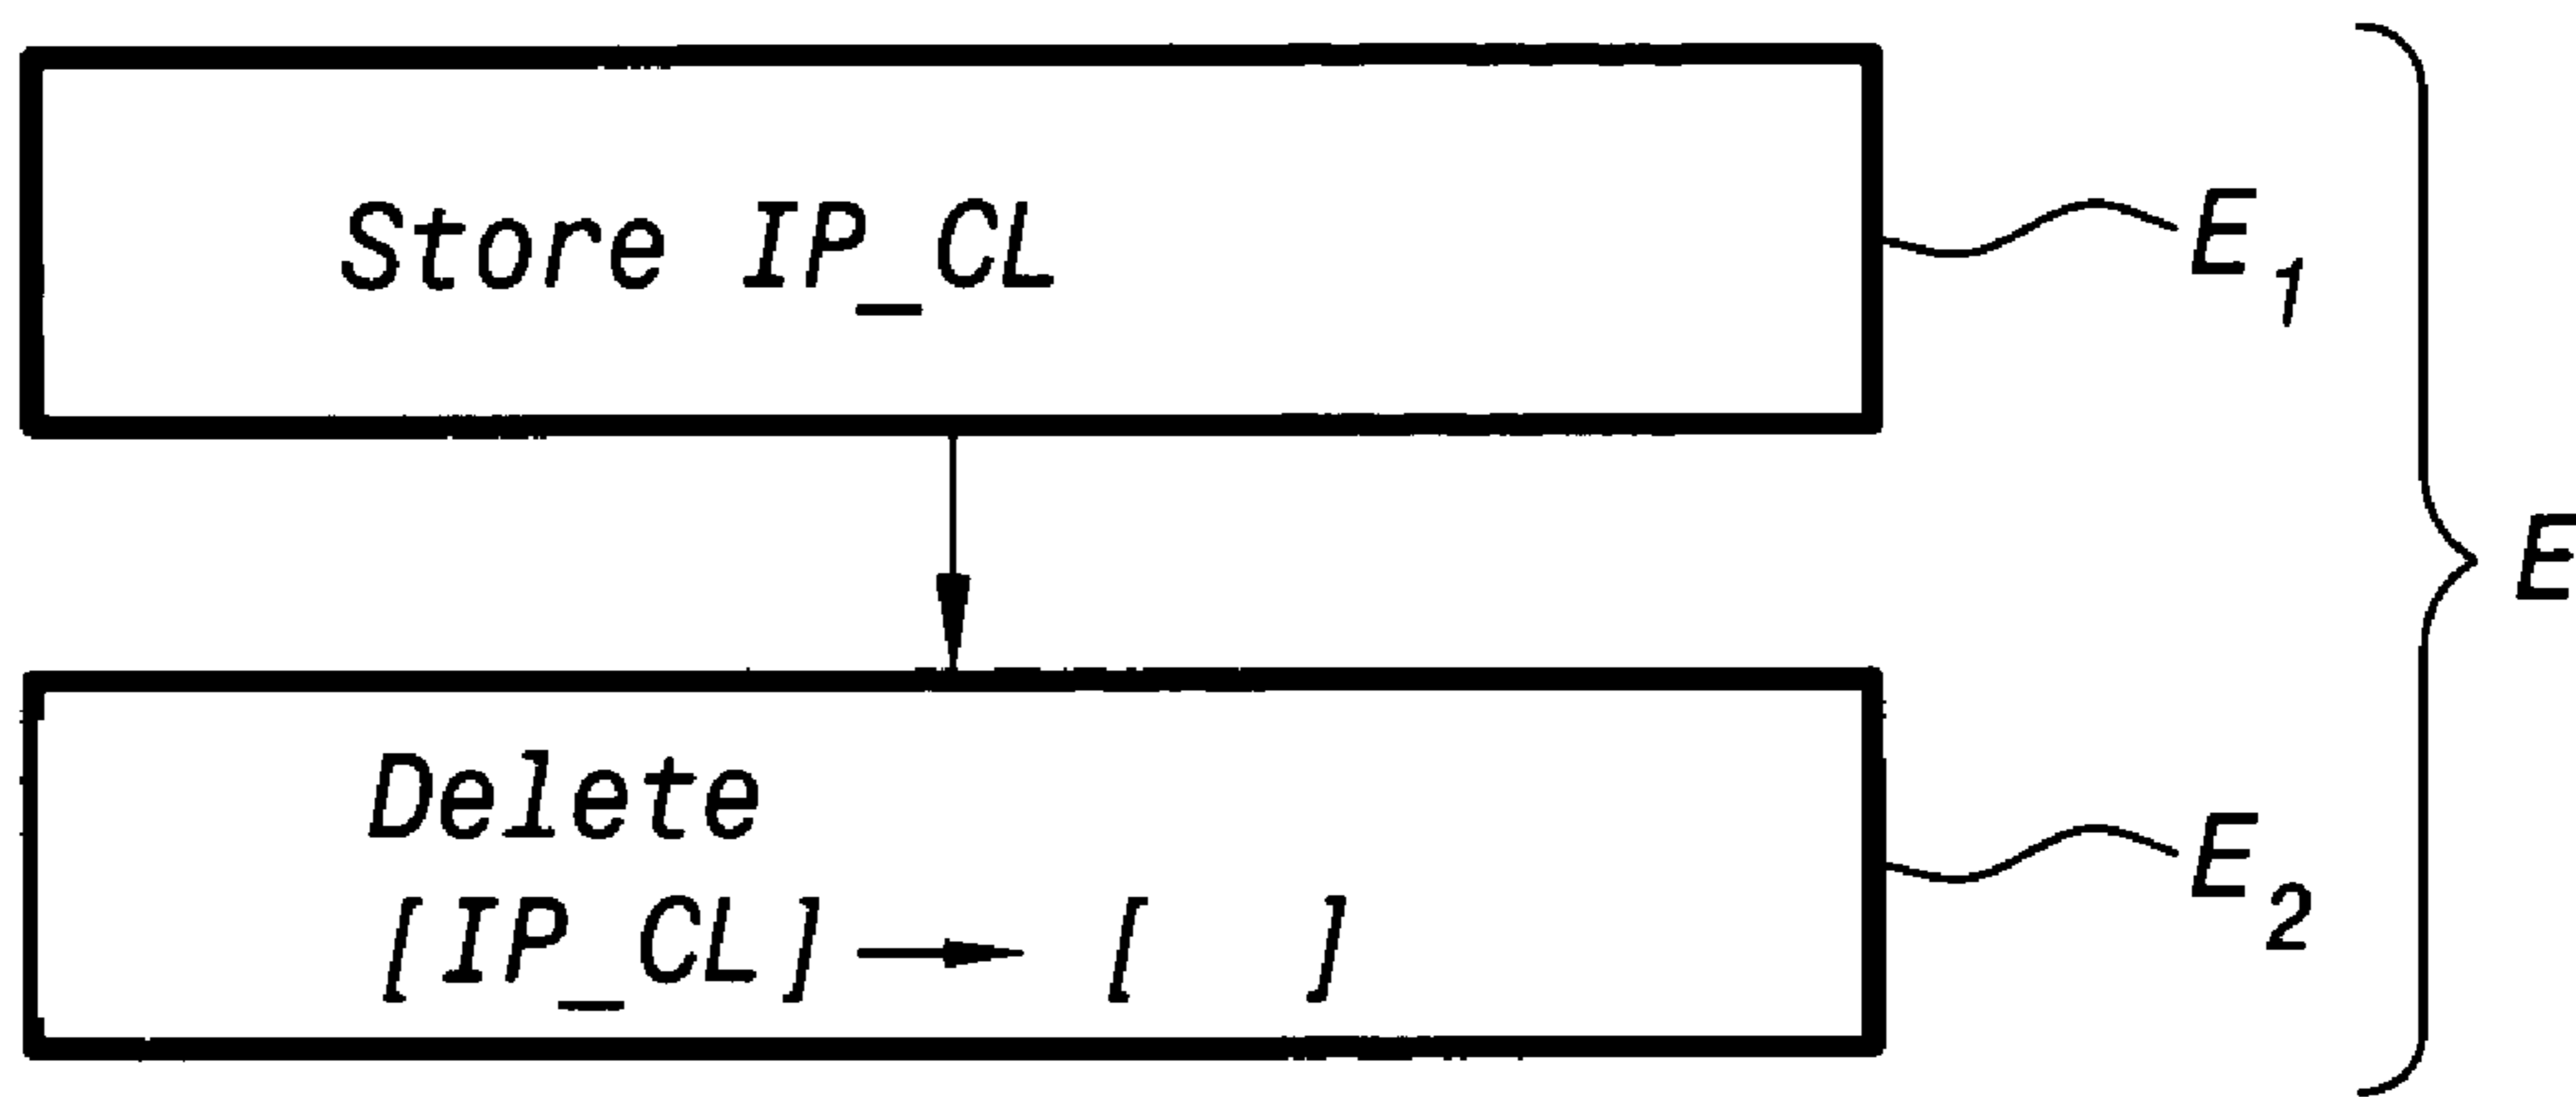 Store IP_CL
E1
E
Delete
[IP_CL] → [ ]
E2